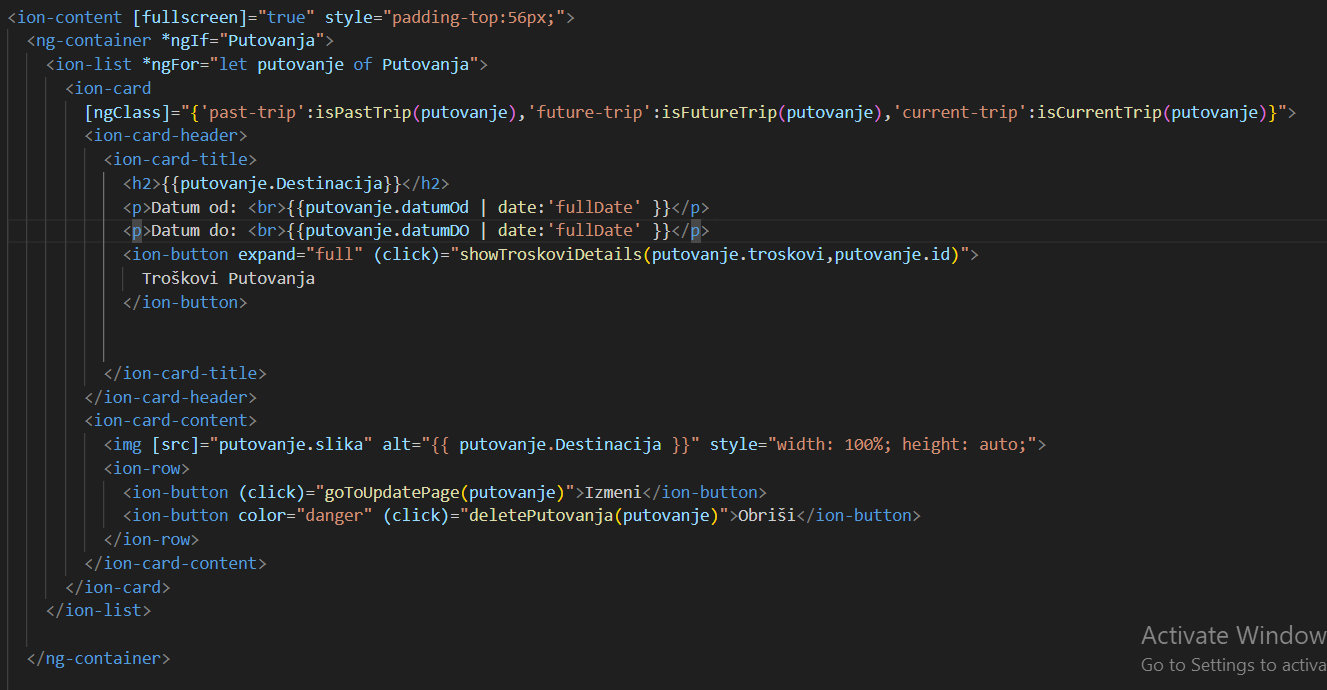 <ion-content [fullscreen]="true" style="padding-top:56px;">
<ng-container *ngIf="Putovanja">
<ion-list *ngFor="let putovanje of Putovanja">
<ion-card
[ngClass]="{'past-trip':isPastTrip(putovanje),'future-trip':isFutureTrip(putovanje),'current-trip':isCurrentTrip(putovanje)}">
<ion-card-header>
<ion-card-title>
<h2>{{putovanje.Destinacija}}</h2>
<p>Datum od: <br>{{putovanje.datumOd | date:'fullDate' }}</p>
<p>Datum do: <br>{{putovanje.datumDO | date:'fullDate' }}</p>
<ion-button expand="full" (click)="showTroskoviDetails(putovanje.troskovi,putovanje.id)">
Troškovi Putovanja
</ion-button>
</ion-card-title>
</ion-card-header>
<ion-card-content>
<img [src]="putovanje.slika" alt="{{ putovanje.Destinacija }}" style="width: 100%; height: auto;">
<ion-row>
<ion-button (click)="goToUpdatePage(putovanje)">Izmeni</ion-button>
<ion-button color="danger" (click)="deletePutovanja(putovanje)">Obriši</ion-button>
</ion-row>
</ion-card-content>
</ion-card>
</ion-list>
</ng-container>
Activate Window
Go to Settings to activa